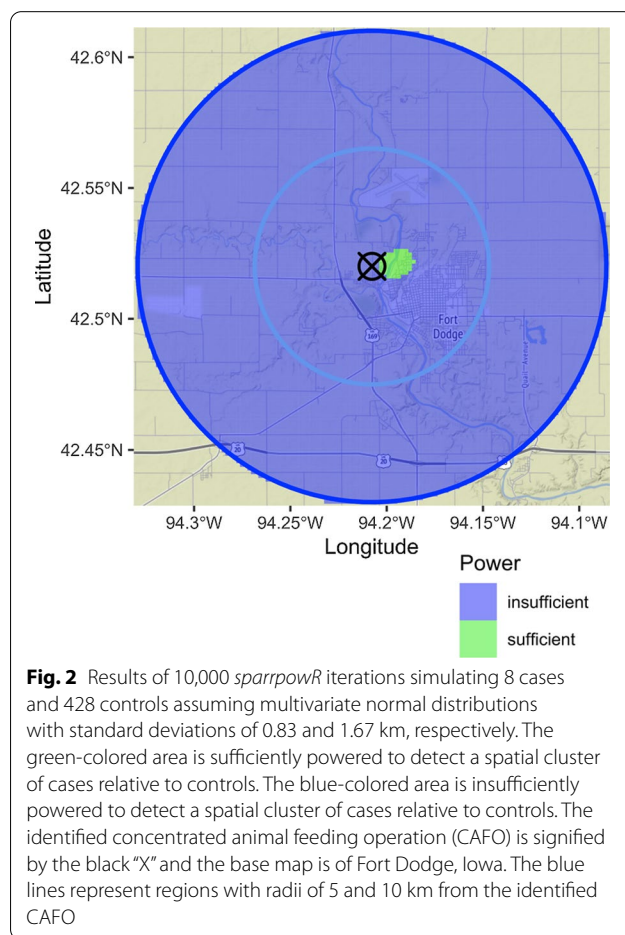 42.6°N
42.55°N
42.5°N
42.45°N
Latitude
Fort
Dodge
169
Quail Avenue
20
20
94.3°W 94.25°W 94.2°W 94.15°W 94.1°W
Longitude
Power
insufficient
sufficient
Fig. 2 Results of 10,000 sparrpowR iterations simulating 8 cases
and 428 controls assuming multivariate normal distributions
with standard deviations of 0.83 and 1.67 km, respectively. The
green-colored area is sufficiently powered to detect a spatial cluster
of cases relative to controls. The blue-colored area is insufficiently
powered to detect a spatial cluster of cases relative to controls. The
identified concentrated animal feeding operation (CAFO) is signified
by the black “X” and the base map is of Fort Dodge, Iowa. The blue
lines represent regions with radii of 5 and 10 km from the identified
CAFO